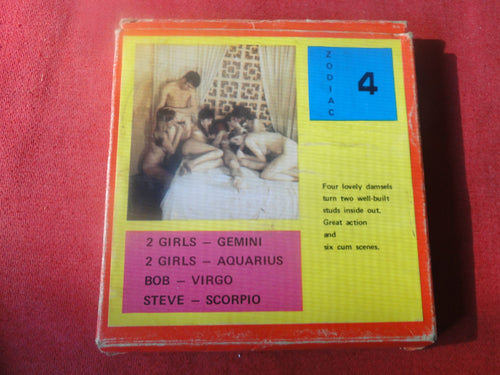 ZODIAC
4
Four lovely damsels
turn two well-built
studs inside out.
Great action
and
six cum scenes.
2 GIRLS – GEMINI
2 GIRLS – AQUARIUS
BOB – VIRGO
STEVE – SCORPIO